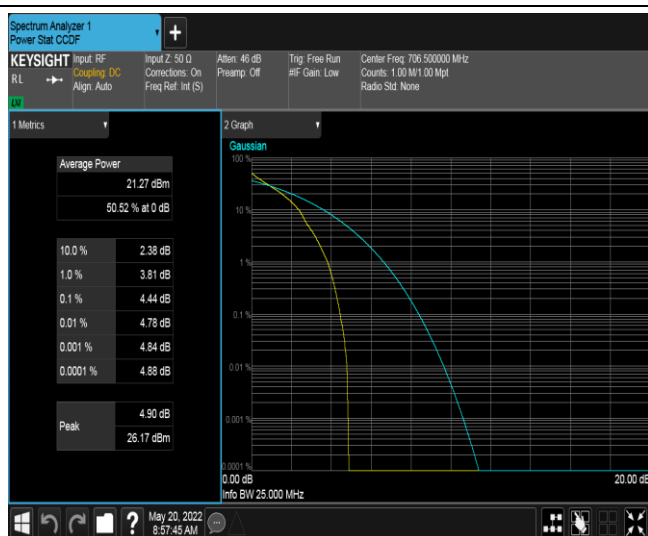 Spectrum Analyzer 1
Power Stat CCDF
+
KEYSIGHT
RL
LXI
Input: RF
Coupling: DC
Align: Auto
Input Z: 50 Ω
Corrections: On
Freq Ref: Int (S)
Atten: 46 dB
Preamp: Off
Trig: Free Run
#IF Gain: Low
Center Freq: 706.500000 MHz
Counts: 1.00 M/1.00 Mpt
Radio Std: None
1 Metrics
Average Power
21.27 dBm
50.52 % at 0 dB
10.0 % 2.38 dB
1.0 % 3.81 dB
0.1 % 4.44 dB
0.01 % 4.78 dB
0.001 % 4.84 dB
0.0001 % 4.88 dB
Peak
4.90 dB
26.17 dBm
2 Graph
Gaussian
100 %
10 %
1 %
0.1 %
0.01 %
0.001 %
0.0001 %
0.00 dB
20.00 dB
Info BW 25.000 MHz
?
May 20, 2022
8:57:45 AM